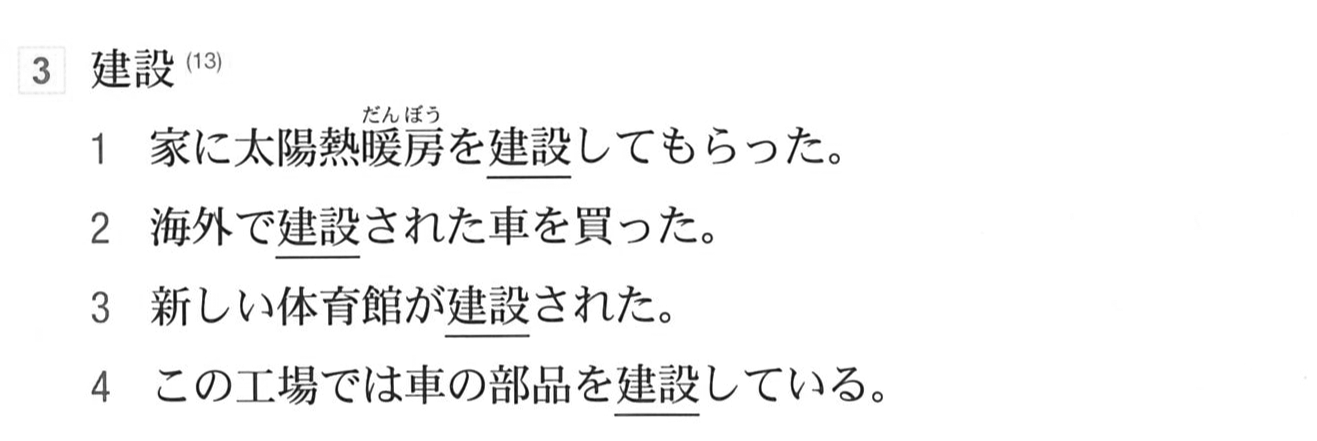 3 建設 (13)
だんぼう
1 家に太陽熱暖房を建設してもらった。
2 海外で建設された車を買った。
3 新しい体育館が建設された。
4 この工場では車の部品を建設している。